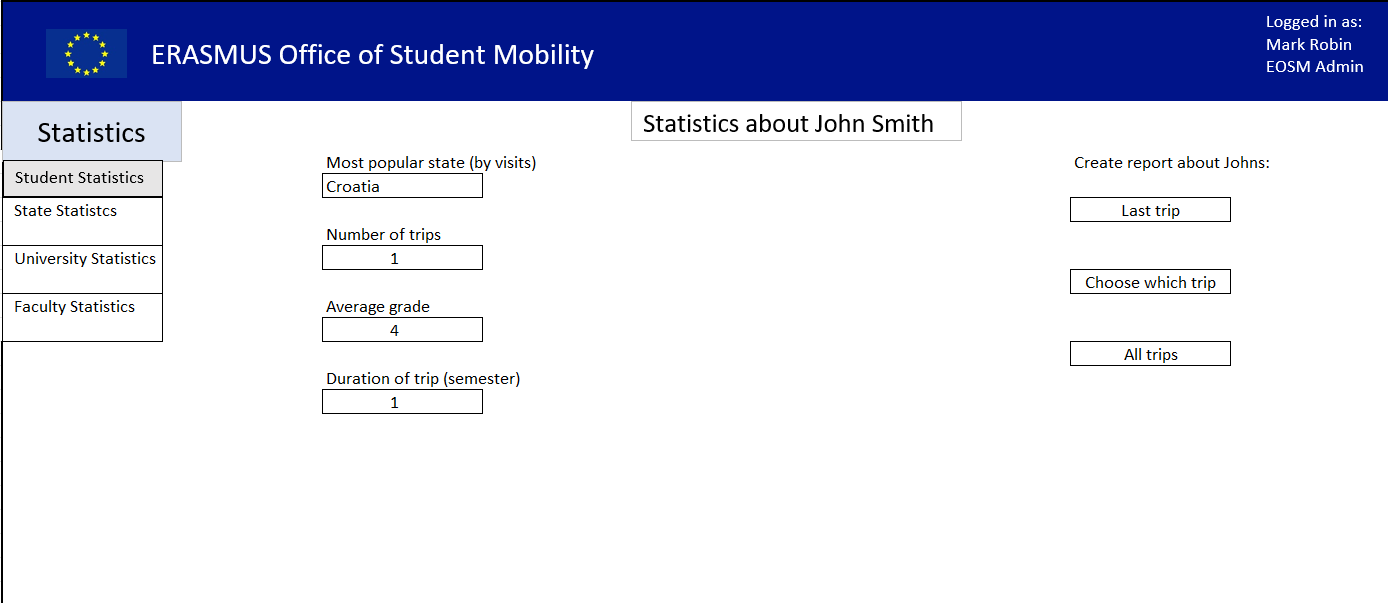 ERASMUS Office of Student Mobility
Logged in as:
Mark Robin
EOSM Admin
Statistics
Student Statistics
State Statistcs
University Statistics
Faculty Statistics
Statistics about John Smith
Most popular state (by visits)
Croatia
Number of trips
1
Average grade
4
Duration of trip (semester)
1
Create report about Johns:
Last trip
Choose which trip
All trips